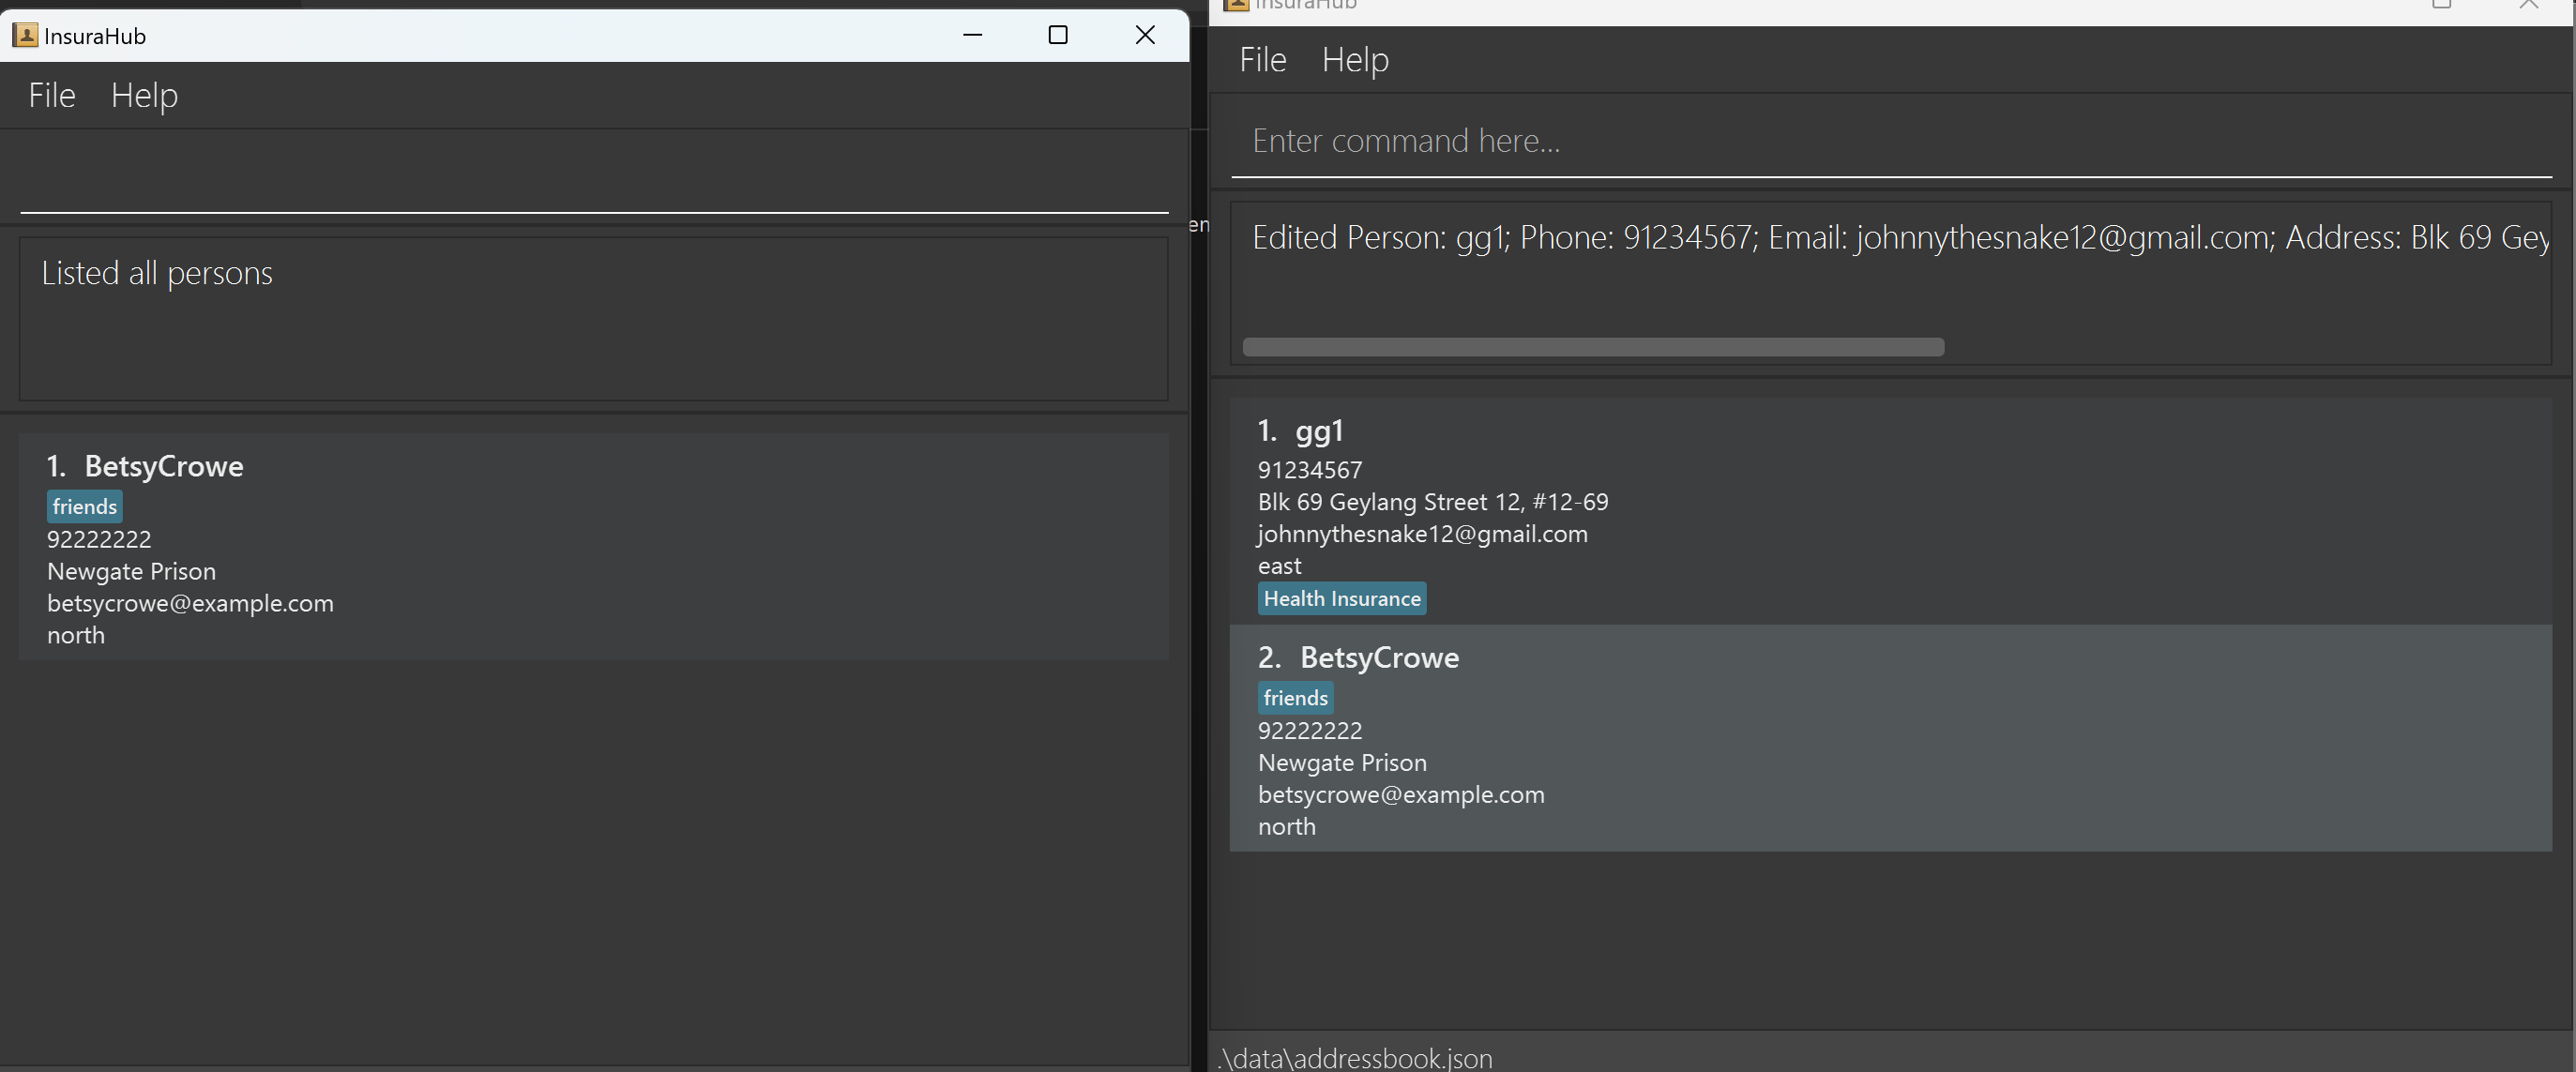 InsuraHub
File Help
Listed all persons
1. BetsyCrowe
friends
92222222
Newgate Prison
betsycrowe@example.com
north
en
InsuraHub
File Help
Enter command here...
Edited Person: gg1; Phone: 91234567; Email: johnnythesnake12@gmail.com; Address: Blk 69 Gey
1. gg1
91234567
Blk 69 Geylang Street 12, #12-69
johnnythesnake12@gmail.com
east
Health Insurance
2. BetsyCrowe
friends
92222222
Newgate Prison
betsycrowe@example.com
north
.\data\addressbook.json